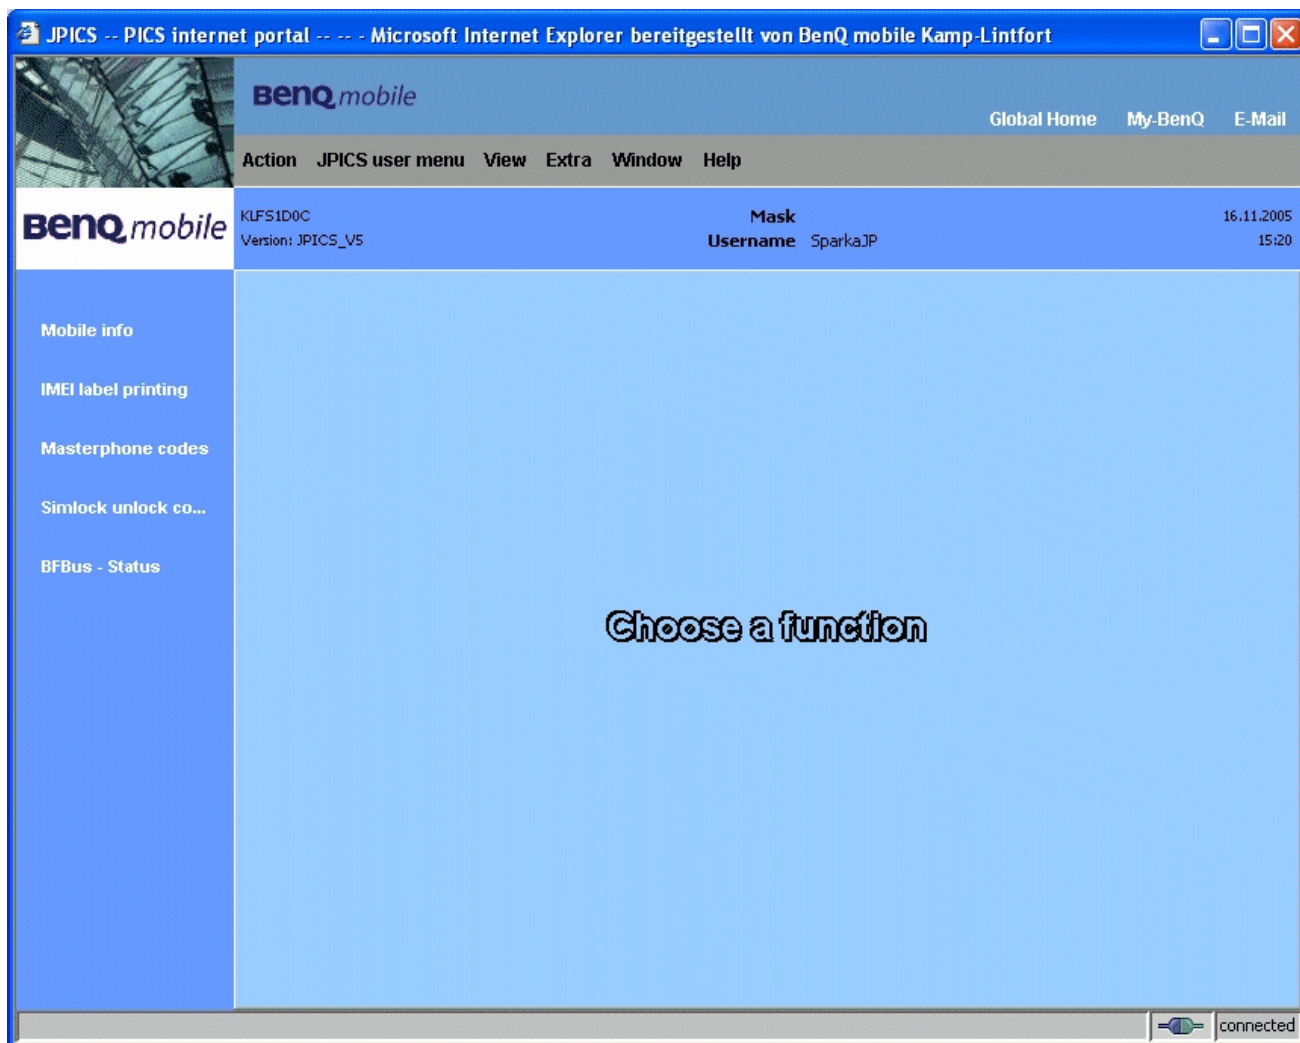 JPICS -- PICS internet portal -- -- - Microsoft Internet Explorer bereitgestellt von BenQ mobile Kamp-Lintfort
BenQ mobile
Global Home My-BenQ E-Mail
Action JPICS user menu View Extra Window Help
BenQ mobile
KLFS1D0C
Version: JPICS_V5
Mask
Username SparkaJP
16.11.2005
15:20
Mobile info
IMEI label printing
Masterphone codes
Simlock unlock co...
BFBus - Status
Choose a function
connected